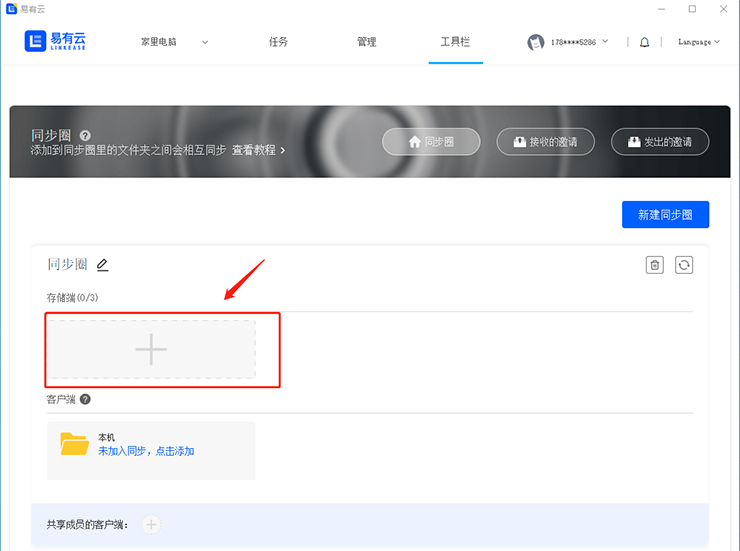 易有云
易有云
LINKEASE
家里电脑
任务
管理
工具栏
178****5286
Language
同步圈 ?
添加到同步圈里的文件夹之间会相互同步 查看教程 >
同步圈
接收的邀请
发出的邀请
新建同步圈
同步圈
存储端(0/3)
客户端 ?
本机
未加入同步，点击添加
共享成员的客户端：